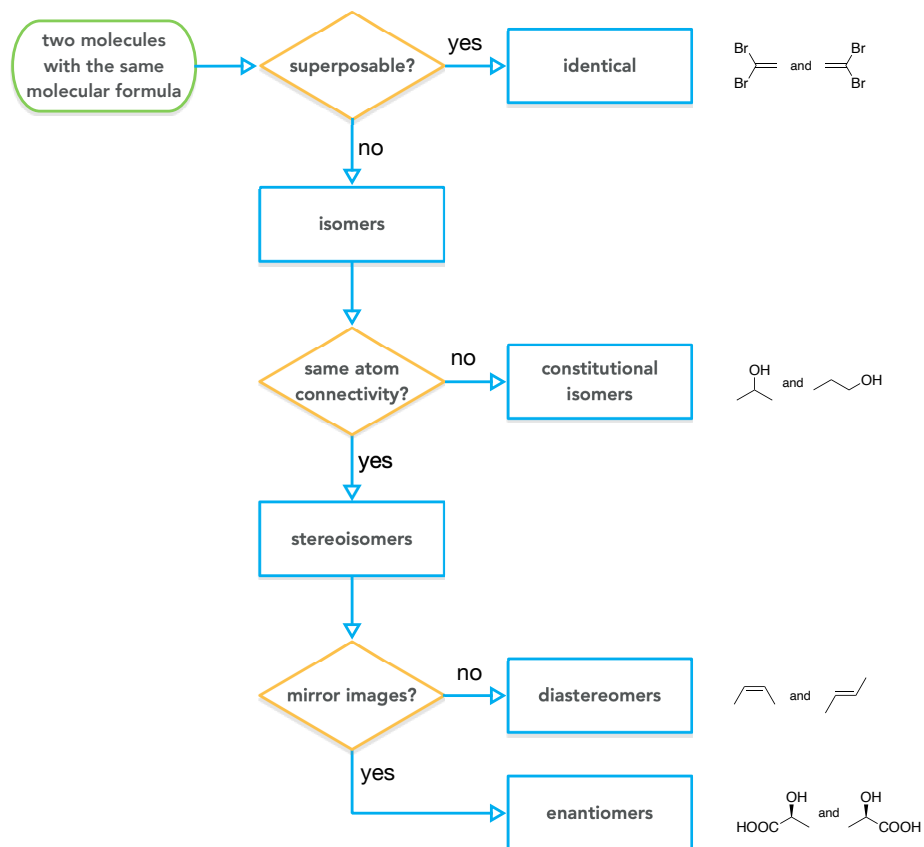 two molecules
with the same
molecular formula
superposable?
yes
identical
Br
Br
and
Br
Br
no
isomers
same atom
connectivity?
no
constitutional
isomers
OH
and
OH
yes
stereoisomers
mirror images?
no
diastereomers
and
yes
enantiomers
OH
HOOC
and
OH
COOH